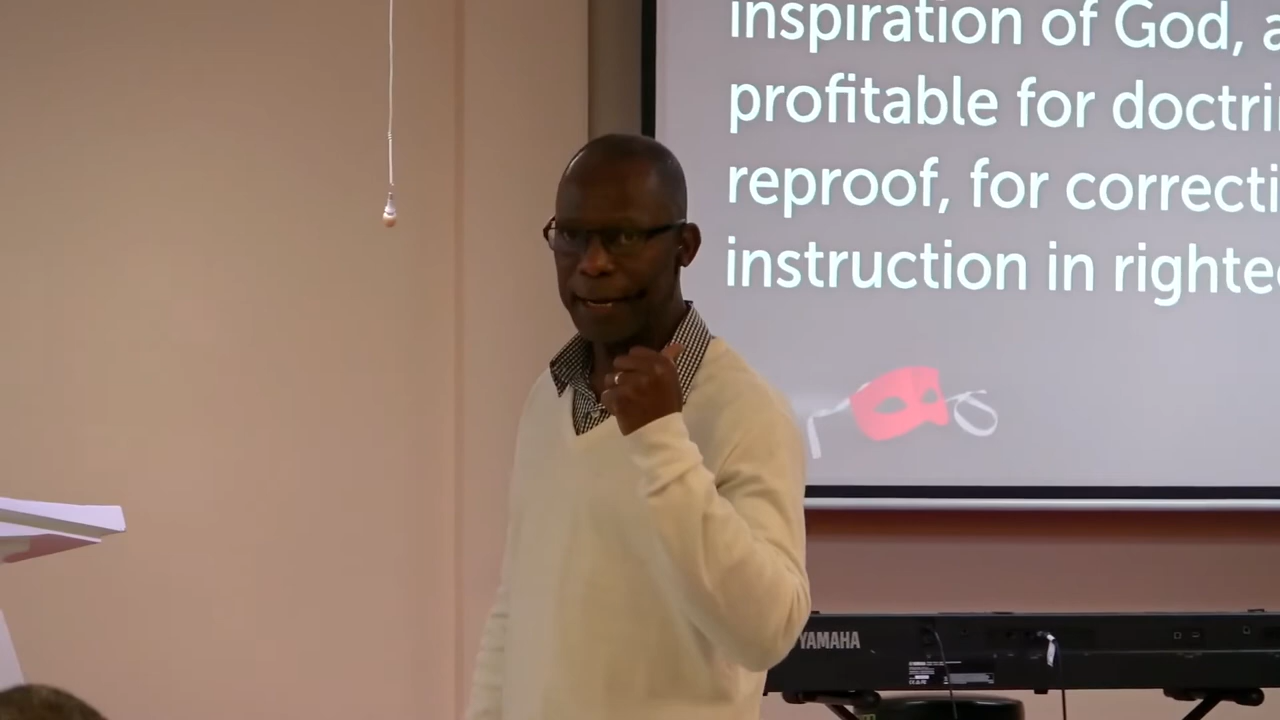 inspiration of God, a
profitable for doctri
reproof, for correcti
instruction in righte
YAMAHA